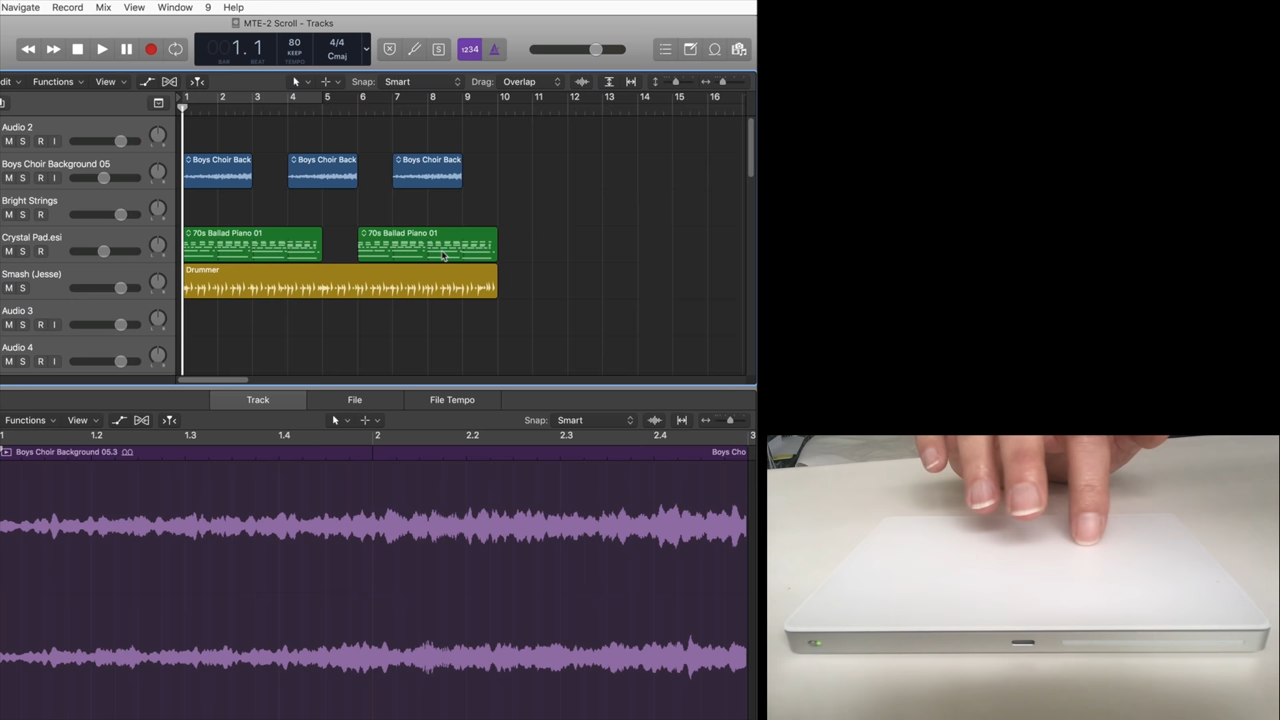 Navigate Record Mix View Window 9 Help
MTE-2 Scroll - Tracks
001. 1 80 4/4
BAR BEAT KEEP TEMPO Cmaj
1234
S
dit Functions View Snap: Smart Drag: Overlap
1 2 3 4 5 6 7 8 9 10 11 12 13 14 15 16
Audio 2
M S R I
Boys Choir Background 05
M S R I
Boys Choir Back Boys Choir Back Boys Choir Back
Bright Strings
M S R
Crystal Pad.esi
M S R
70s Ballad Piano 01 70s Ballad Piano 01
Smash (Jesse)
M S
Drummer
Audio 3
M S R I
Audio 4
M S R I
Track File File Tempo
Functions View Snap: Smart
1 1.2 1.3 1.4 2 2.2 2.3 2.4 3
Boys Choir Background 05.3 Boys Cho